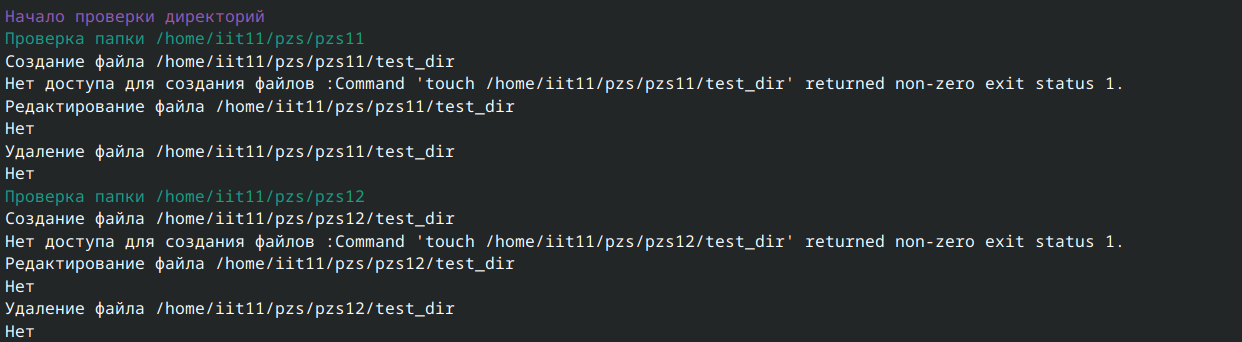 Начало проверки директорий
Проверка папки /home/iit11/pzs/pzs11
Создание файла /home/iit11/pzs/pzs11/test_dir
Нет доступа для создания файлов :Command 'touch /home/iit11/pzs/pzs11/test_dir' returned non-zero exit status 1.
Редактирование файла /home/iit11/pzs/pzs11/test_dir
Нет
Удаление файла /home/iit11/pzs/pzs11/test_dir
Нет
Проверка папки /home/iit11/pzs/pzs12
Создание файла /home/iit11/pzs/pzs12/test_dir
Нет доступа для создания файлов :Command 'touch /home/iit11/pzs/pzs12/test_dir' returned non-zero exit status 1.
Редактирование файла /home/iit11/pzs/pzs12/test_dir
Нет
Удаление файла /home/iit11/pzs/pzs12/test_dir
Нет